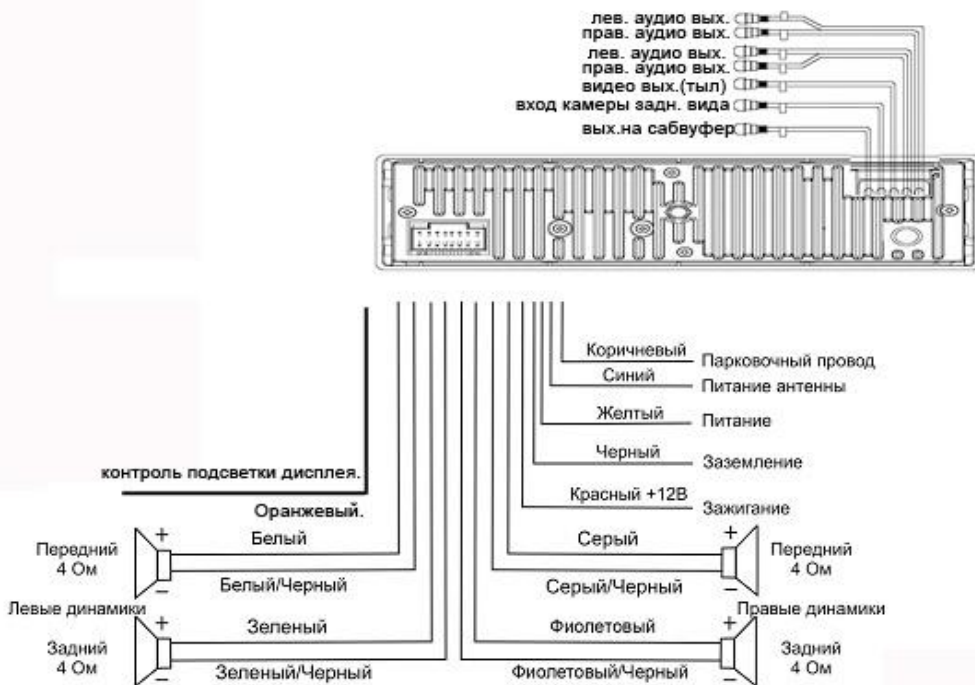 лев. аудио вых.
прав. аудио вых.
лев. аудио вых.
прав. аудио вых.
видео вых.(тыл)
вход камеры задн. вида
вых.на сабвуфер
Коричневый
Парковочный провод
Синий
Питание антенны
Желтый
Питание
Черный
Заземление
Красный +12В
Зажигание
контроль подсветки дисплея.
Оранжевый.
Белый
Серый
+
+
Передний
4 Ом
Передний
4 Ом
–
–
Белый/Черный
Серый/Черный
Левые динамики
Правые динамики
+
+
Зеленый
Фиолетовый
Задний
4 Ом
Задний
4 Ом
–
–
Зеленый/Черный
Фиолетовый/Черный